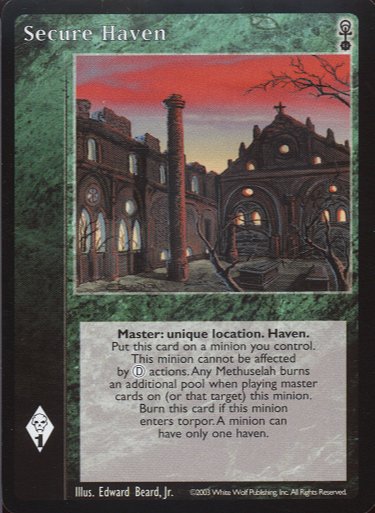 Secure Haven
Master: unique location. Haven.
Put this card on a minion you control.
This minion cannot be affected
by D actions. Any Methuselah burns
an additional pool when playing master
cards on (or that target) this minion.
Burn this card if this minion
enters torpor. A minion can
have only one haven.
1
Illus. Edward Beard, Jr.
©2003 White Wolf Publishing, Inc. All Rights Reserved.